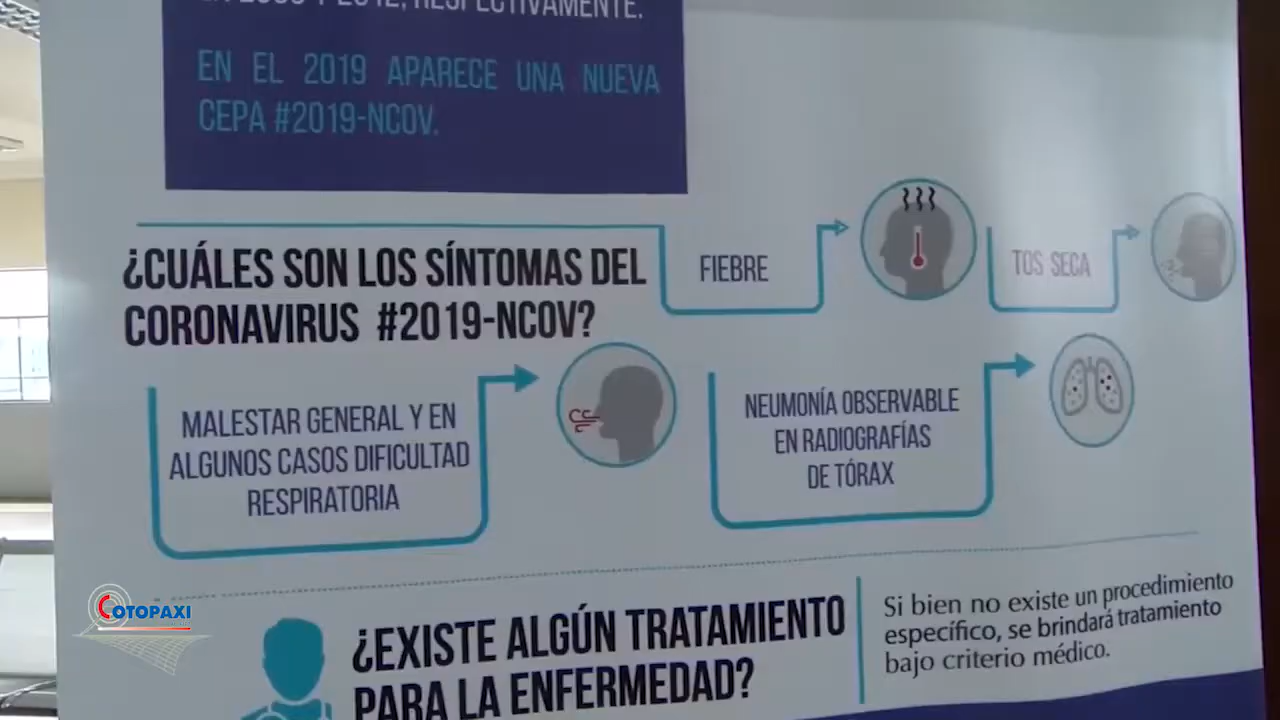 RESPECTIVAMENTE.
EN EL 2019 APARECE UNA NUEVA
CEPA #2019-NCOV.
¿CUÁLES SON LOS SÍNTOMAS DEL
CORONAVIRUS #2019-NCOV?
FIEBRE
TOS SECA
MALESTAR GENERAL Y EN
ALGUNOS CASOS DIFICULTAD
RESPIRATORIA
NEUMONÍA OBSERVABLE
EN RADIOGRAFÍAS
DE TÓRAX
¿EXISTE ALGÚN TRATAMIENTO
PARA LA ENFERMEDAD?
Si bien no existe un procedimiento
específico, se brindará tratamiento
bajo criterio médico.
COTOPAXI